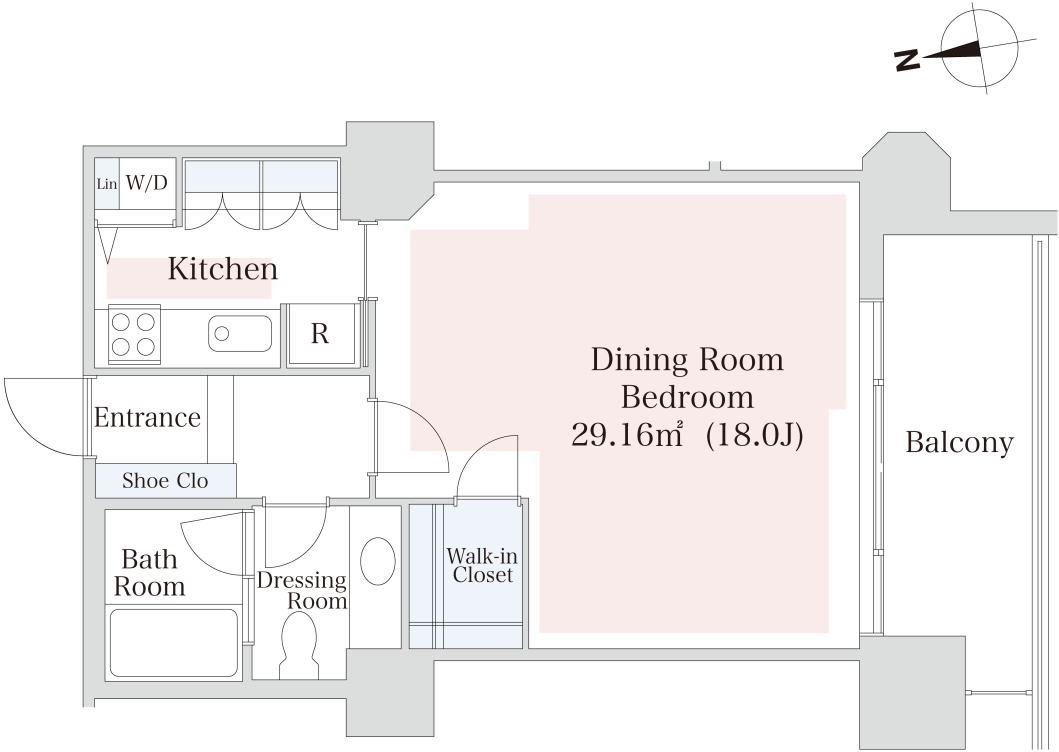 N
Lin
W/D
Kitchen
R
Dining Room
Bedroom
29.16㎡ (18.0J)
Balcony
Entrance
Shoe Clo
Bath
Room
Dressing
Room
Walk-in
Closet